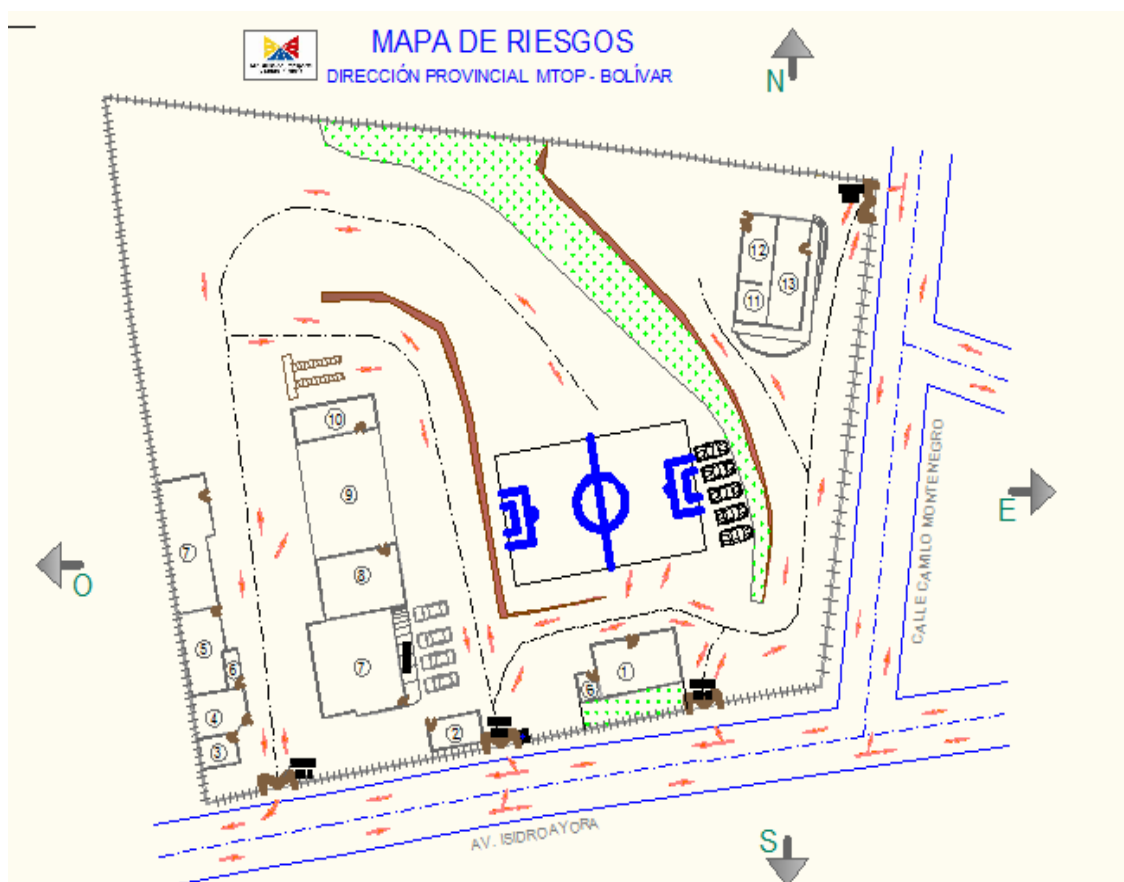 MAPA DE RIESGOS
DIRECCIÓN PROVINCIAL MTOP - BOLÍVAR
N
12
13
11
10
9
E
7
O
8
CALLE CAMILO MONTENEGRO
5
6
7
1
6
4
2
3
AV. ISIDRO AYORA
S